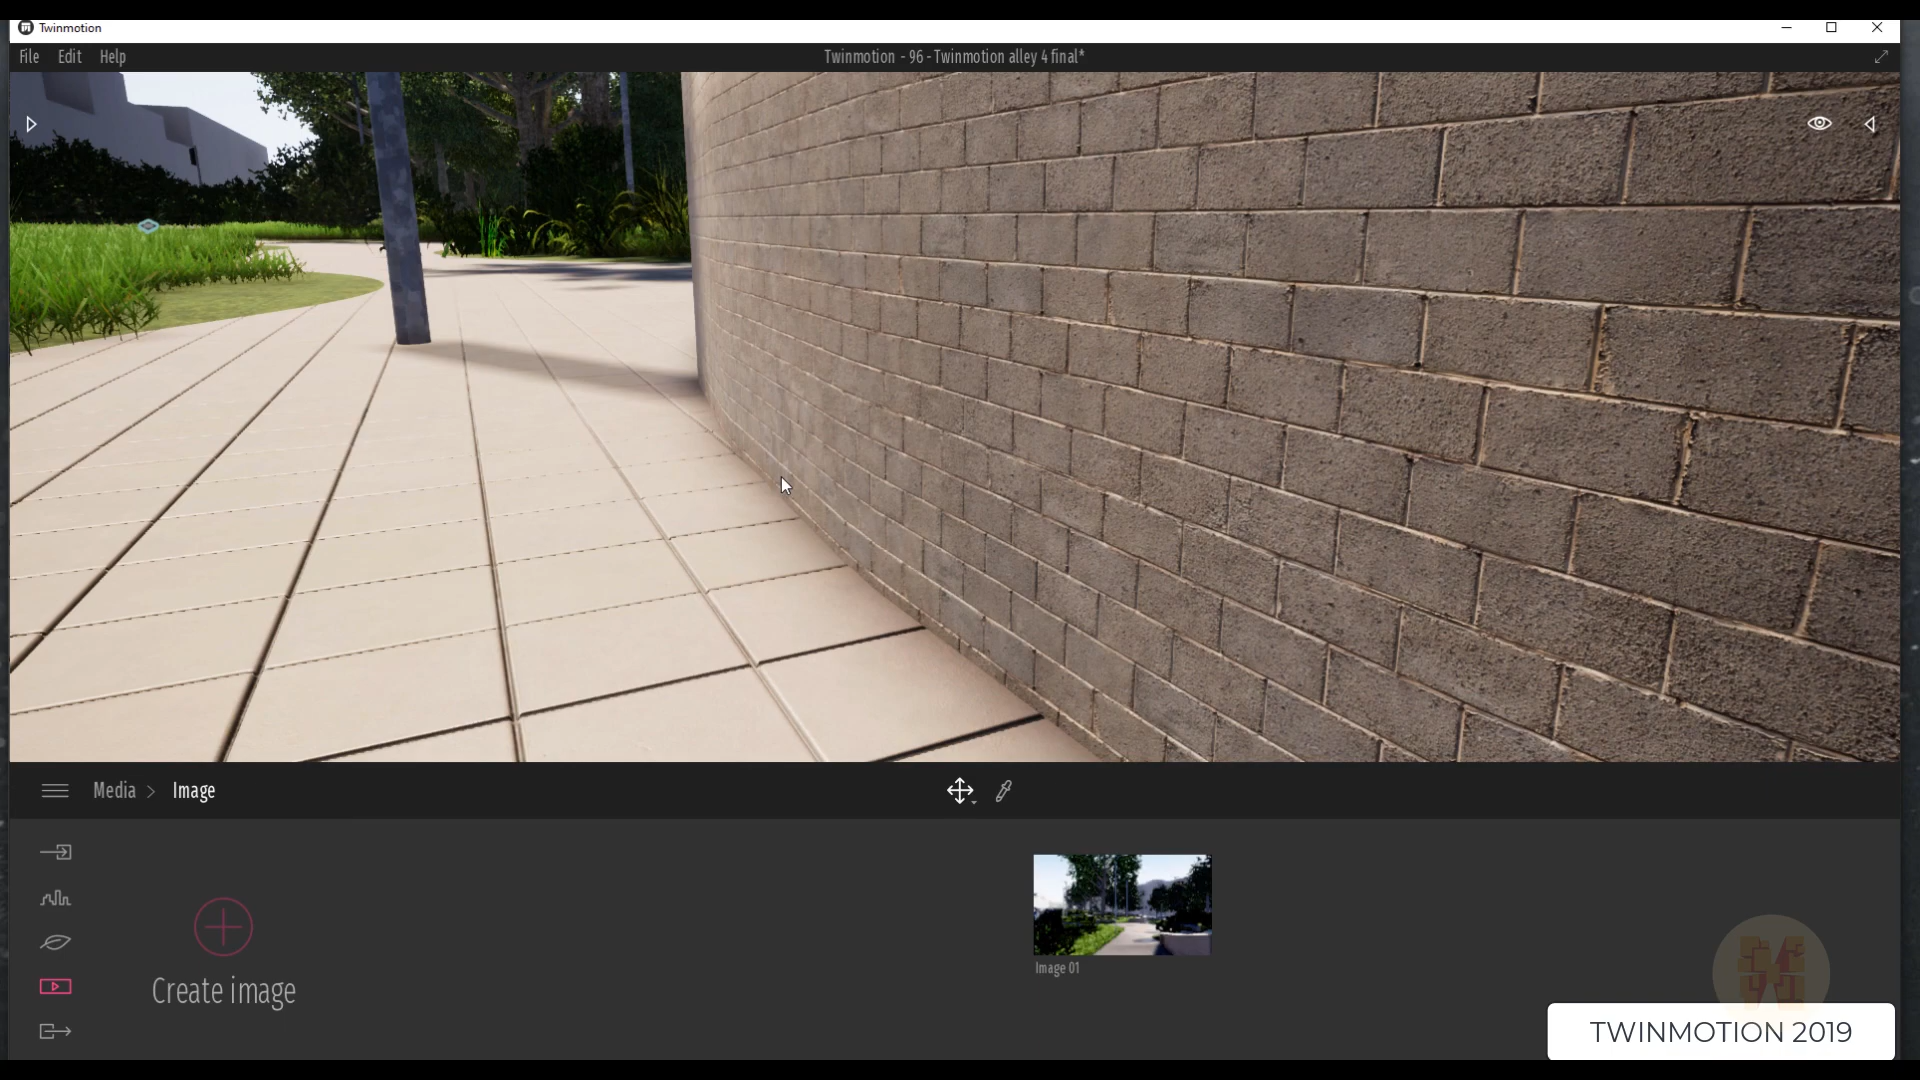 Twinmotion
File Edit Help
Twinmotion - 96 - Twinmotion alley 4 final*
Media > Image
Create image
Image 01
TWINMOTION 2019